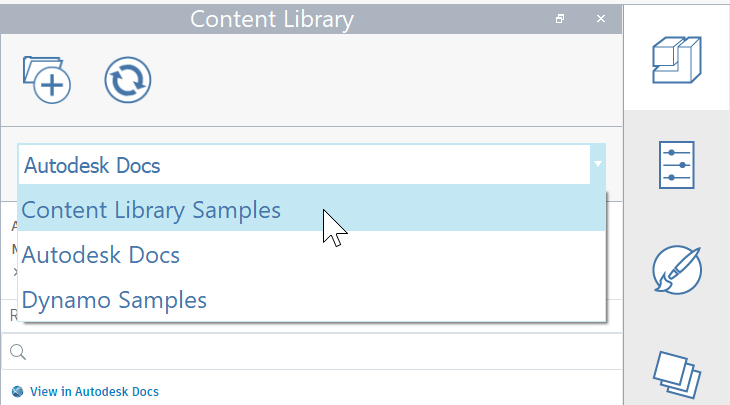 Content Library
Autodesk Docs
Content Library Samples
Autodesk Docs
Dynamo Samples
View in Autodesk Docs